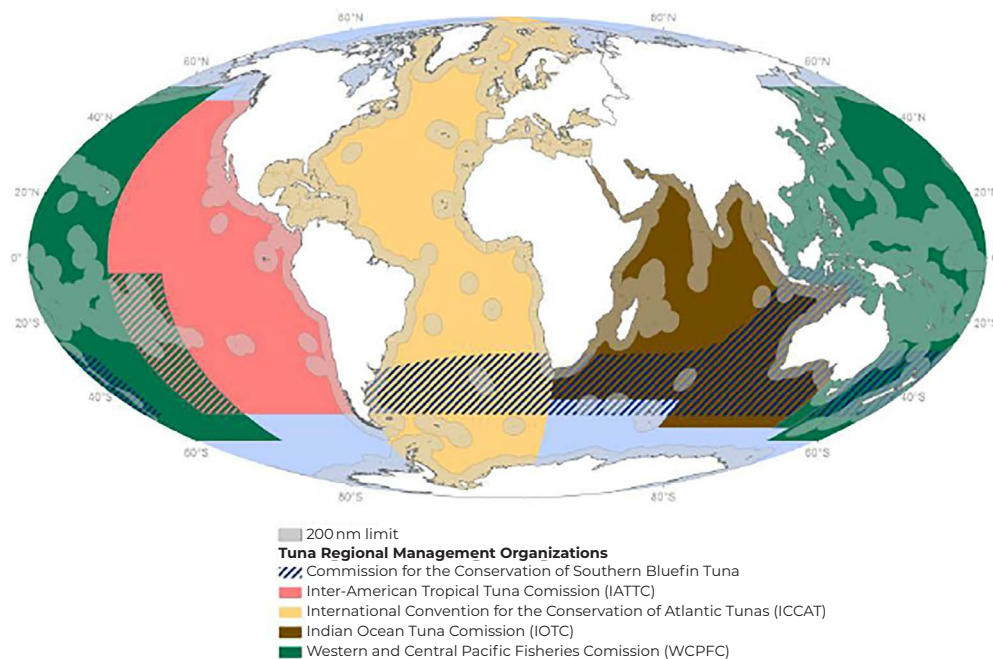 80°N 80°N
60°N 60°N
40°N 40°N
20°N 20°N
0° 0°
20°S 20°S
40°S 40°S
60°S 60°S
80°S 80°S
200 nm limit
Tuna Regional Management Organizations
Commission for the Conservation of Southern Bluefin Tuna
Inter-American Tropical Tuna Comission (IATTC)
International Convention for the Conservation of Atlantic Tunas (ICCAT)
Indian Ocean Tuna Comission (IOTC)
Western and Central Pacific Fisheries Comission (WCPFC)